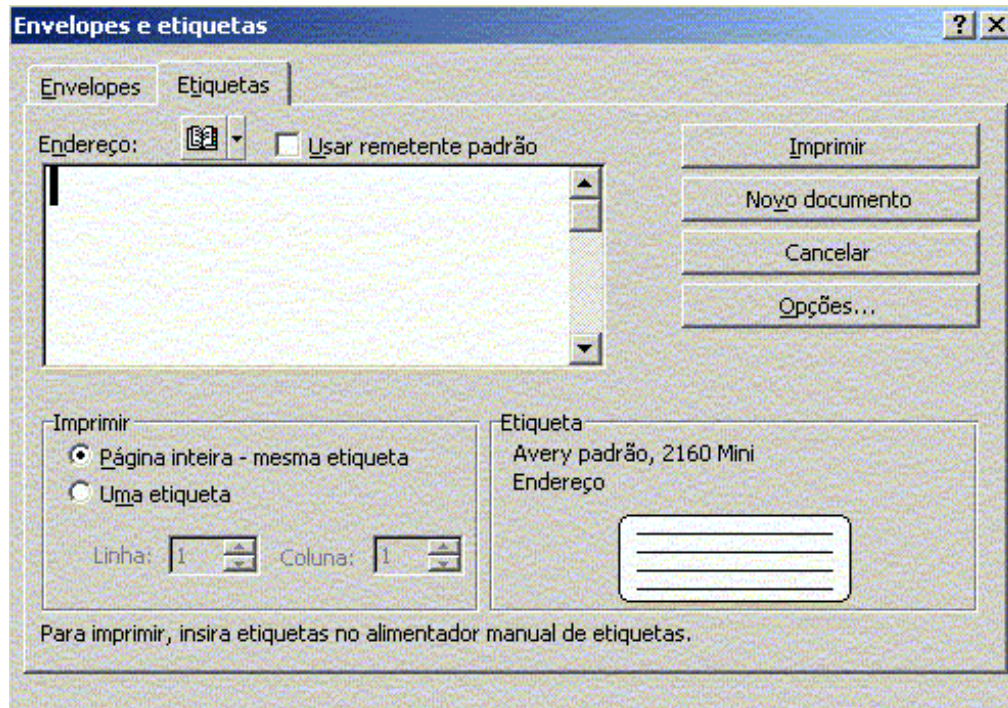 Envelopes e etiquetas
Envelopes Etiquetas
Endereço: Usar remetente padrão
Imprimir
Novo documento
Cancelar
Opções...
Imprimir
Página inteira - mesma etiqueta
Uma etiqueta
Linha: 1 Coluna: 1
Etiqueta
Avery padrão, 2160 Mini
Endereço
Para imprimir, insira etiquetas no alimentador manual de etiquetas.